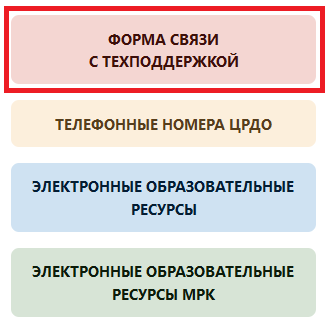 ФОРМА СВЯЗИ
С ТЕХПОДДЕРЖКОЙ
ТЕЛЕФОННЫЕ НОМЕРА ЦРДО
ЭЛЕКТРОННЫЕ ОБРАЗОВАТЕЛЬНЫЕ
РЕСУРСЫ
ЭЛЕКТРОННЫЕ ОБРАЗОВАТЕЛЬНЫЕ
РЕСУРСЫ МРК